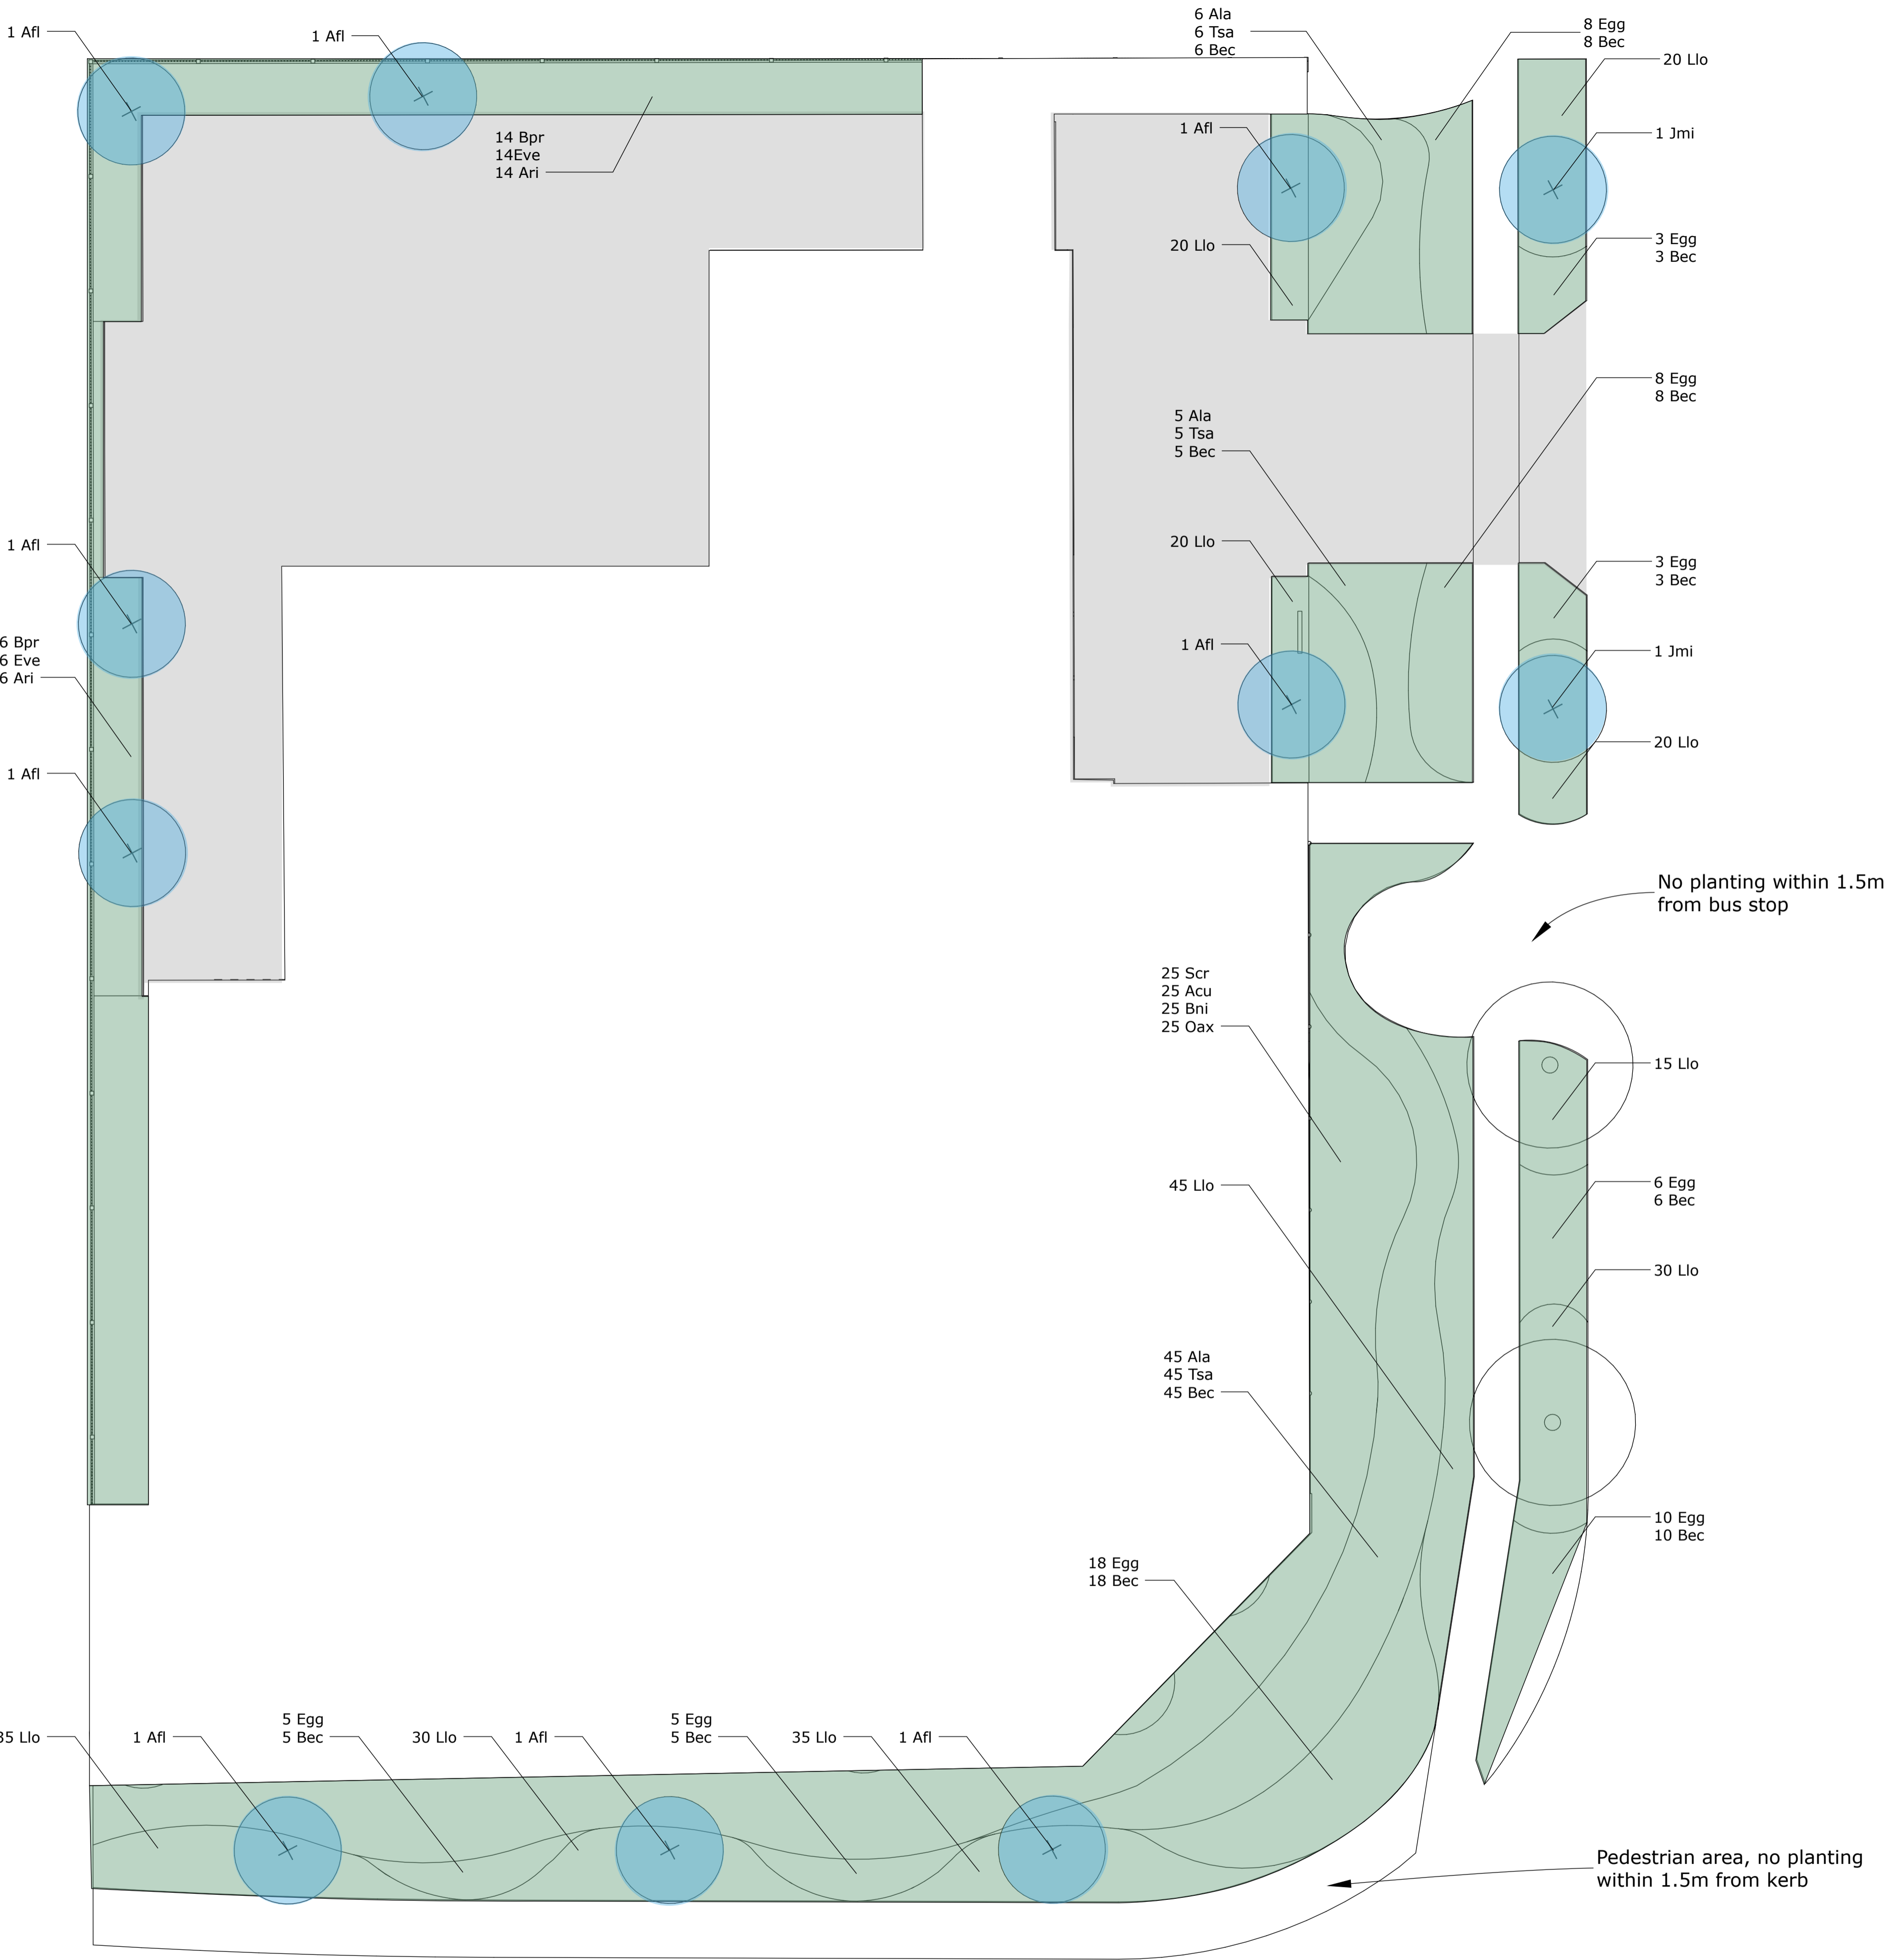 1 Afl
1 Afl
6 Ala
6 Tsa
6 Bec
8 Egg
8 Bec
20 Llo
1 Afl
1 Jmi
14 Bpr
14Eve
14 Ari
20 Llo
3 Egg
3 Bec
8 Egg
8 Bec
5 Ala
5 Tsa
5 Bec
1 Afl
20 Llo
3 Egg
3 Bec
6 Bpr
6 Eve
6 Ari
1 Afl
1 Jmi
1 Afl
20 Llo
No planting within 1.5m
from bus stop
25 Scr
25 Acu
25 Bni
25 Oax
15 Llo
45 Llo
6 Egg
6 Bec
30 Llo
45 Ala
45 Tsa
45 Bec
10 Egg
10 Bec
18 Egg
18 Bec
35 Llo
1 Afl
5 Egg
5 Bec
30 Llo
1 Afl
5 Egg
5 Bec
35 Llo
1 Afl
Pedestrian area, no planting
within 1.5m from kerb